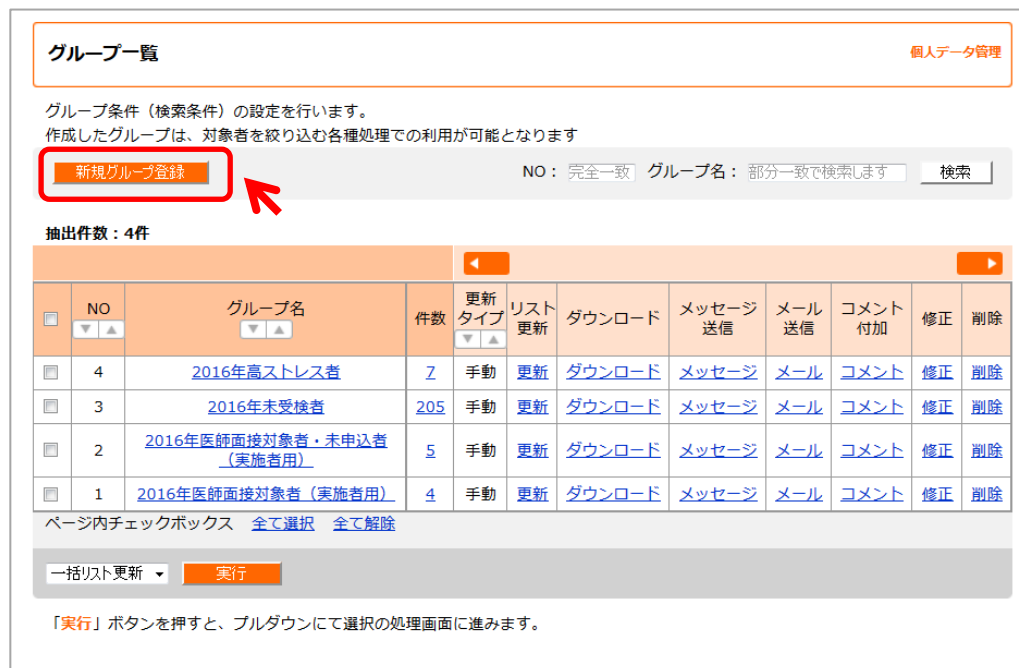 グループ一覧
個人データ管理
グループ条件（検索条件）の設定を行います。
作成したグループは、対象者を絞り込む各種処理での利用が可能となります
新規グループ登録 NO： 完全一致 グループ名： 部分一致で検索します 検索
抽出件数：4件
◀ ▶
NO ▼ ▲ グループ名 ▼ ▲ 件数 更新タイプ ▼ ▲ リスト更新 ダウンロード メッセージ送信 メール送信 コメント付加 修正 削除
4 2016年高ストレス者 7 手動 更新 ダウンロード メッセージ メール コメント 修正 削除
3 2016年未受検者 205 手動 更新 ダウンロード メッセージ メール コメント 修正 削除
2 2016年医師面接対象者・未申込者（実施者用） 5 手動 更新 ダウンロード メッセージ メール コメント 修正 削除
1 2016年医師面接対象者（実施者用） 4 手動 更新 ダウンロード メッセージ メール コメント 修正 削除
ページ内チェックボックス 全て選択 全て解除
一括リスト更新 ▼ 実行
「実行」ボタンを押すと、プルダウンにて選択の処理画面に進みます。